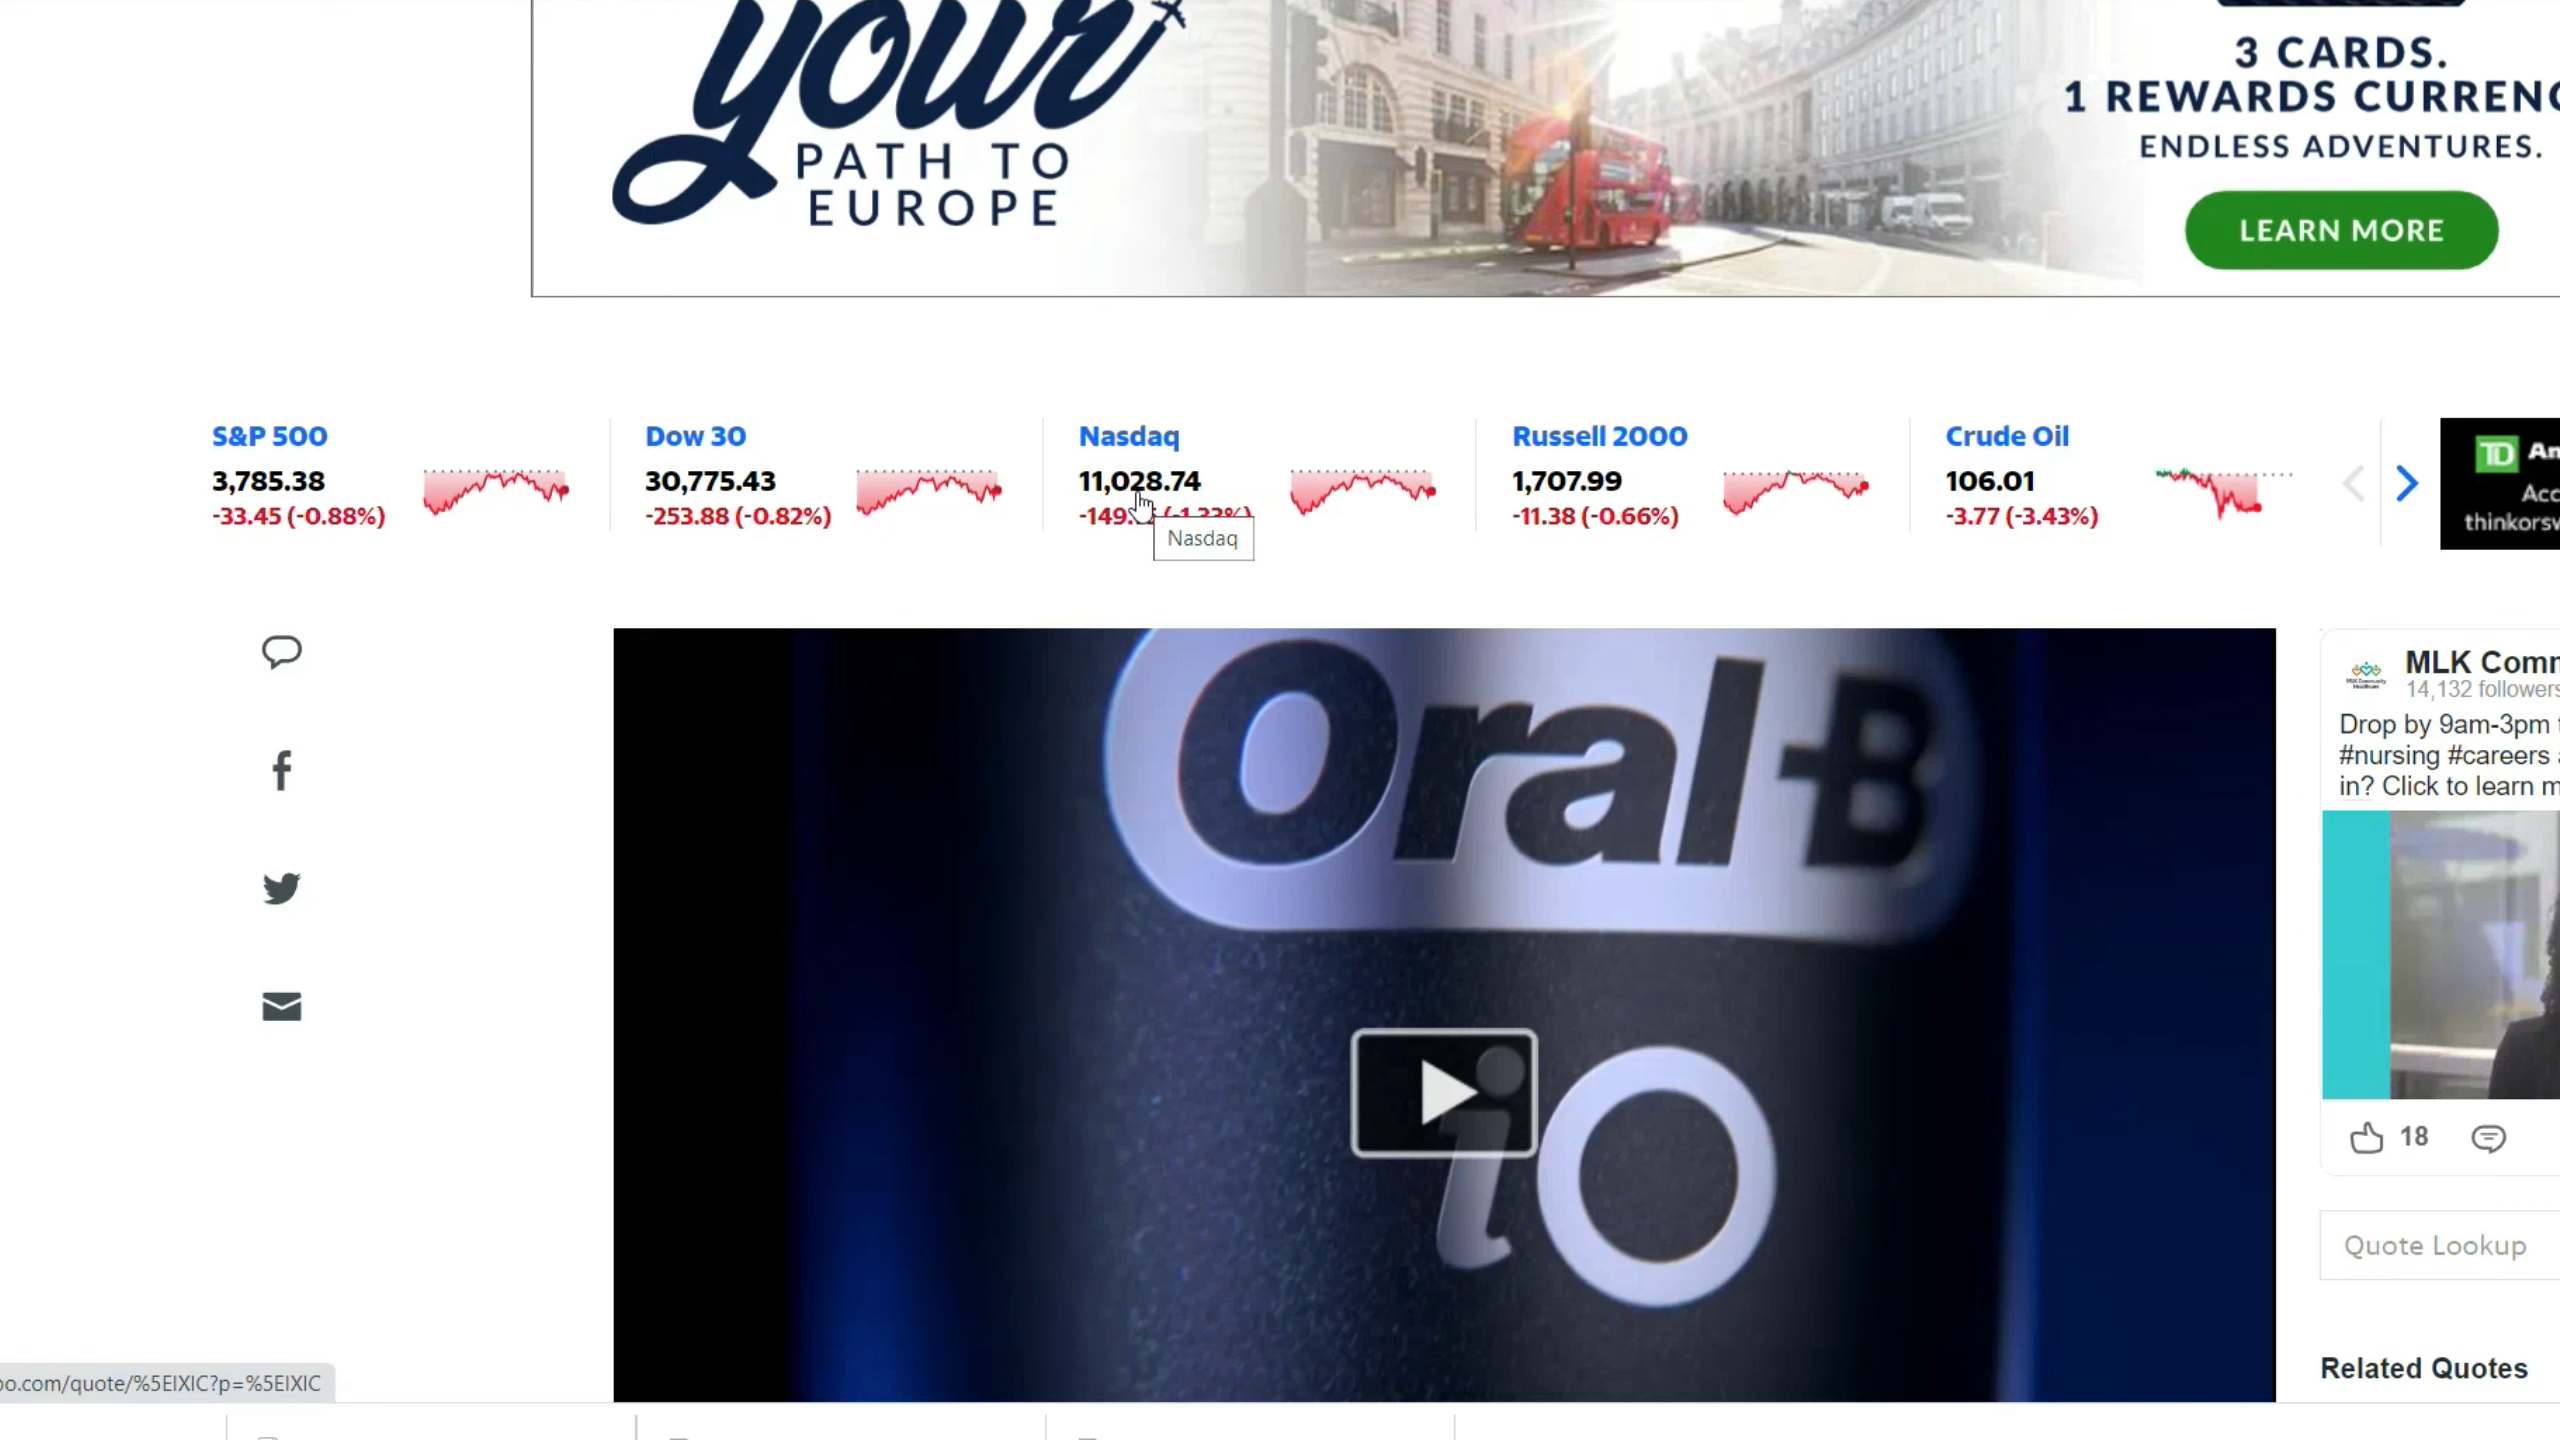 your
PATH TO
EUROPE
3 CARDS.
1 REWARDS CURRENC
ENDLESS ADVENTURES.
LEARN MORE
S&P 500
3,785.38
-33.45 (-0.88%)
Dow 30
30,775.43
-253.88 (-0.82%)
Nasdaq
11,028.74
Nasdaq
Russell 2000
1,707.99
-11.38 (-0.66%)
Crude Oil
106.01
-3.77 (-3.43%)
TD An
Acc
thinkorsw
Oral-B
iO
MLK Comm
14,132 followers
Drop by 9am-3pm t
#nursing #careers a
in? Click to learn m
18
Quote Lookup
Related Quotes
oo.com/quote/%5EIXIC?p=%5EIXIC